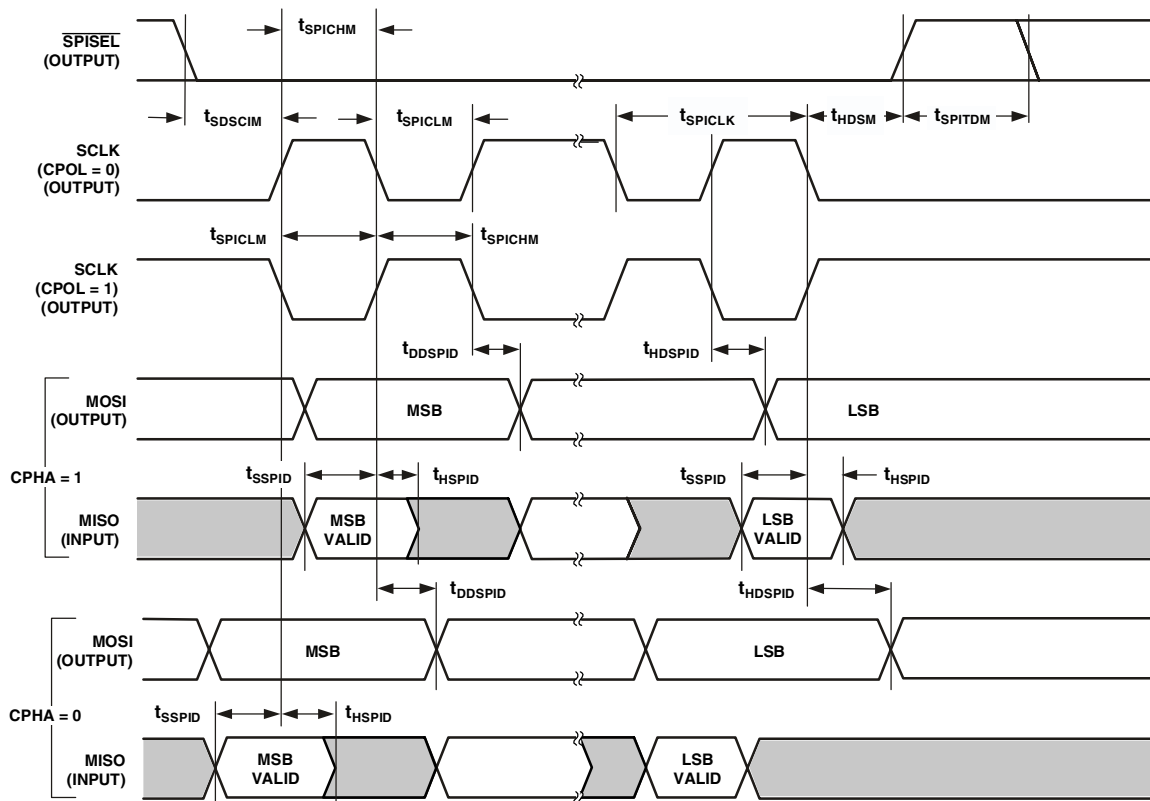 tSPICHM
SPISEL
(OUTPUT)
tSDSCIM
tSPICLM
tSPICLK
tHDSM
tSPITDM
SCLK
(CPOL = 0)
(OUTPUT)
tSPICLM
tSPICHM
SCLK
(CPOL = 1)
(OUTPUT)
tDDSPID
tHDSPID
MOSI
(OUTPUT)
MSB
LSB
CPHA = 1
tSSPID
tHSPID
tSSPID
tHSPID
MISO
(INPUT)
MSB
VALID
LSB
VALID
tDDSPID
tHDSPID
MOSI
(OUTPUT)
MSB
LSB
CPHA = 0
tSSPID
tHSPID
MISO
(INPUT)
MSB
VALID
LSB
VALID